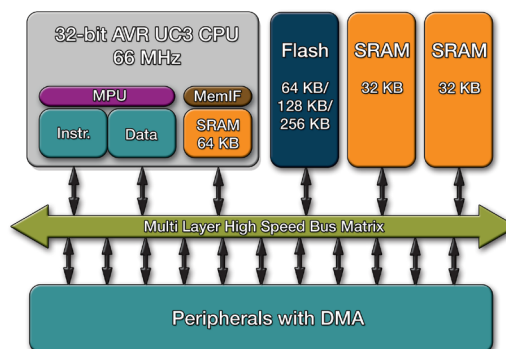 32-bit AVR UC3 CPU
66 MHz
MPU
MemIF
Instr.
Data
SRAM
64 KB
Flash
64 KB/
128 KB/
256 KB
SRAM
32 KB
SRAM
32 KB
Multi Layer High Speed Bus Matrix
Peripherals with DMA